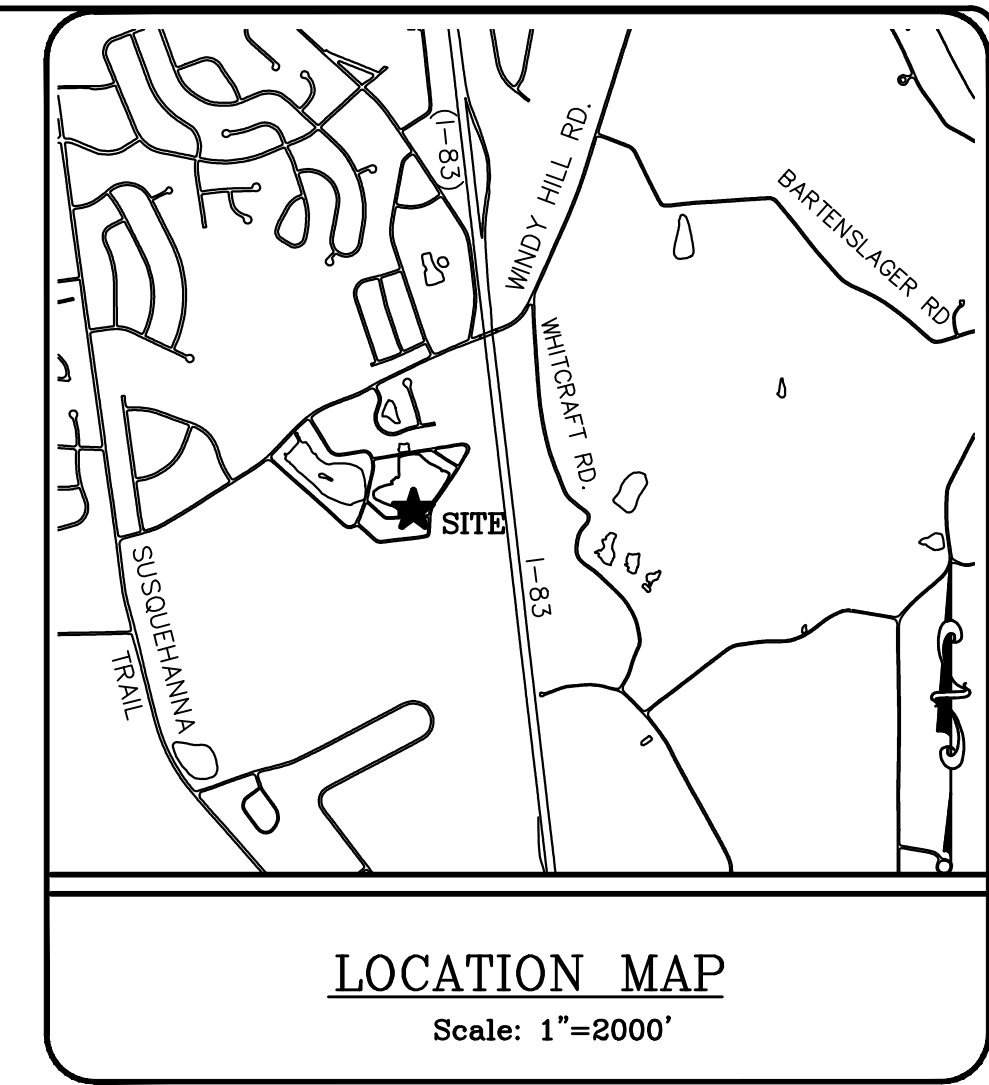 (I-83)
WINDY HILL RD.
BARTENSLAGER RD
WHITCRAFT RD.
SITE
I-83
SUSQUEHANNA
TRAIL
LOCATION MAP
Scale: 1"=2000'